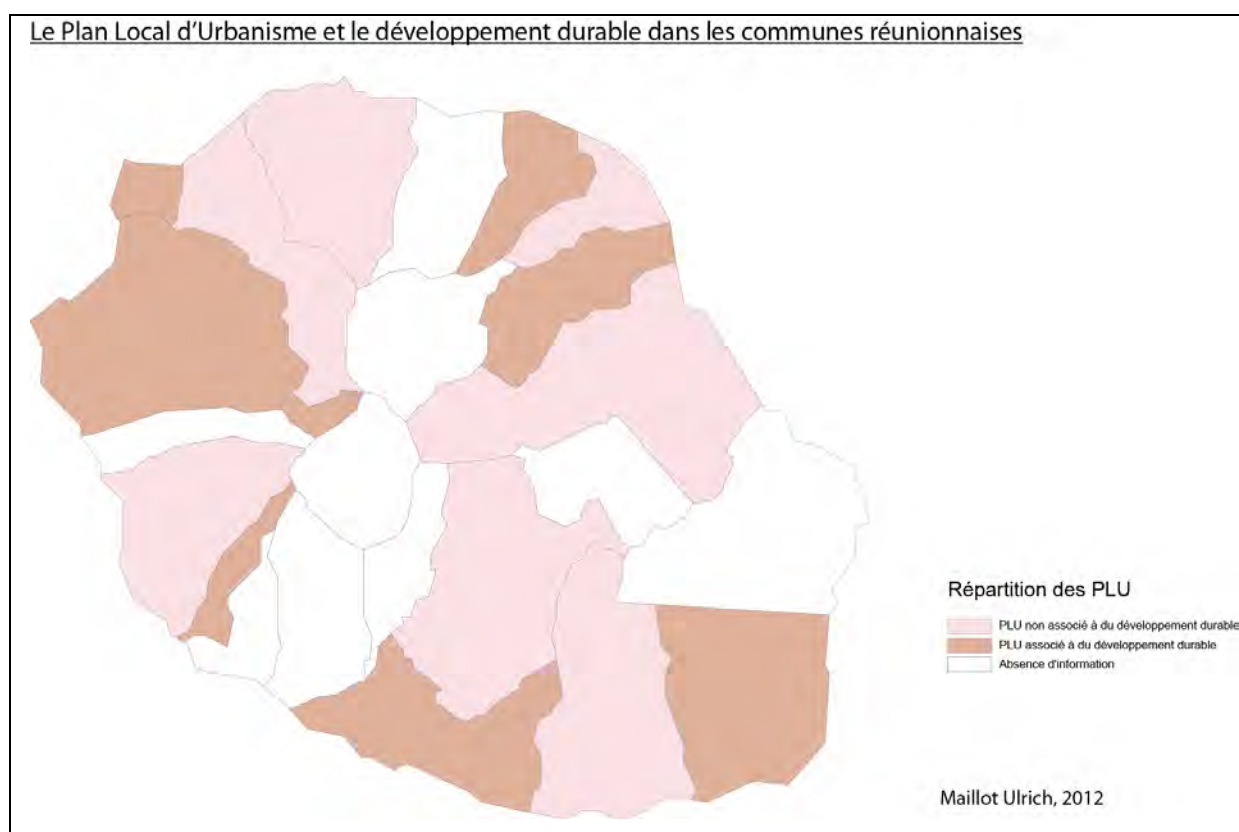 Le Plan Local d'Urbanisme et le développement durable dans les communes réunionnaises
Répartition des PLU
PLU non associé à du développement durable
PLU associé à du développement durable
Absence d'information
Maillot Ulrich, 2012